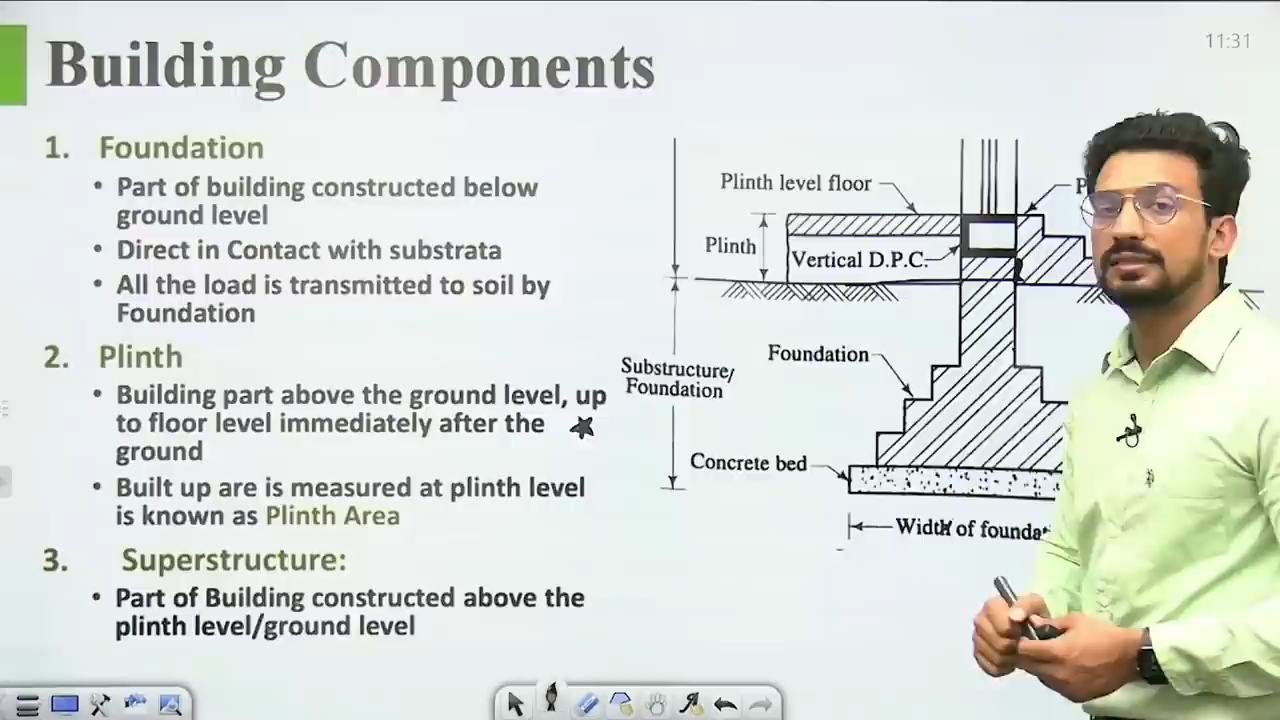 11:31
Building Components
1. Foundation
• Part of building constructed below
ground level
• Direct in Contact with substrata
• All the load is transmitted to soil by
Foundation
2. Plinth
• Building part above the ground level, up
to floor level immediately after the
ground
• Built up are is measured at plinth level
is known as Plinth Area
3. Superstructure:
• Part of Building constructed above the
plinth level/ground level
Plinth level floor
Plinth
Vertical D.P.C.
Foundation
Substructure/
Foundation
Concrete bed
Width of